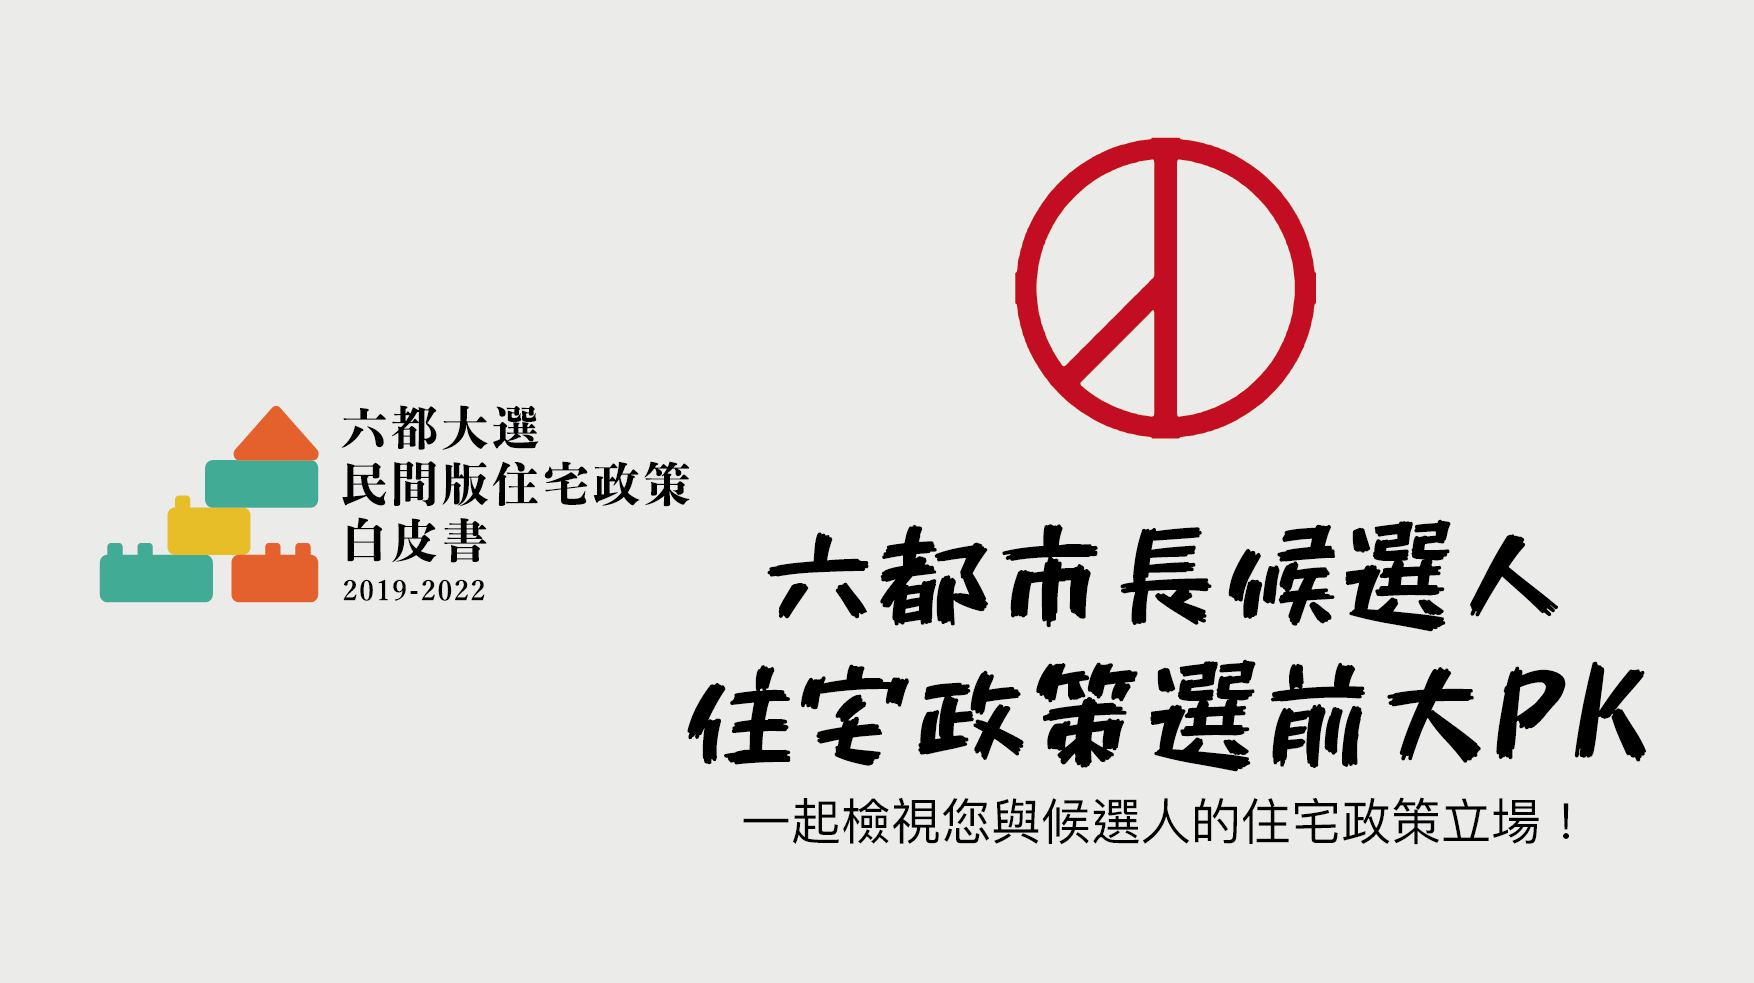 六都大選
民間版住宅政策
白皮書
2019-2022
六都市長候選人
住宅政策選前大PK
一起檢視您與候選人的住宅政策立場！